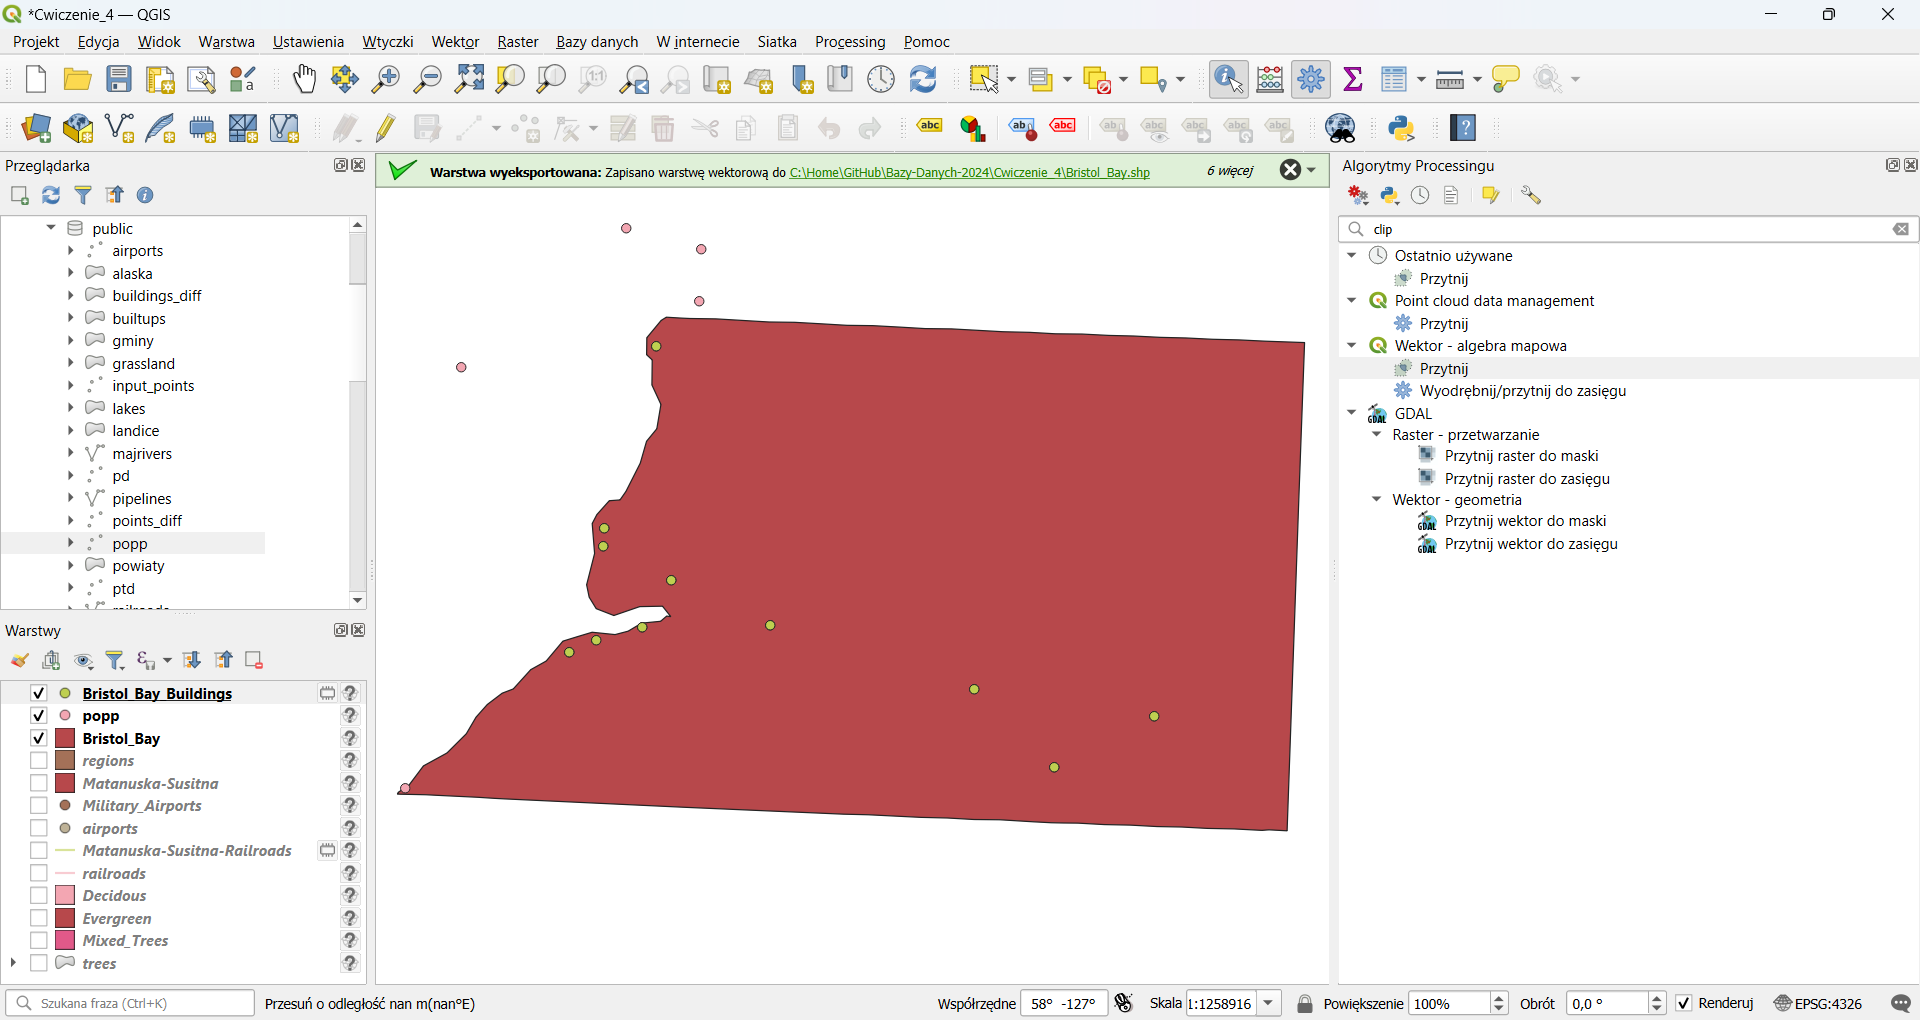 *Cwiczenie_4 — QGIS
Projekt Edycja Widok Warstwa Ustawienia Wtyczki Wektor Raster Bazy danych W internecie Siatka Processing Pomoc
Przeglądarka
public
airports
alaska
buildings_diff
builtups
gminy
grassland
input_points
lakes
landice
majrivers
pd
pipelines
points_diff
popp
powiaty
ptd
railroads
Warstwy
Bristol_Bay_Buildings
popp
Bristol_Bay
regions
Matanuska-Susitna
Military_Airports
airports
Matanuska-Susitna-Railroads
railroads
Decidous
Evergreen
Mixed_Trees
trees
Warstwa wyeksportowana: Zapisano warstwę wektorową do C:\Home\GitHub\Bazy-Danych-2024\Cwiczenie_4\Bristol_Bay.shp 6 więcej
Algorytmy Processingu
clip
Ostatnio używane
Przytnij
Point cloud data management
Przytnij
Wektor - algebra mapowa
Przytnij
Wyodrębnij/przytnij do zasięgu
GDAL
Raster - przetwarzanie
Przytnij raster do maski
Przytnij raster do zasięgu
Wektor - geometria
Przytnij wektor do maski
Przytnij wektor do zasięgu
Szukana fraza (Ctrl+K) Przesuń o odległość nan m(nan°E) Współrzędne 58° -127° Skala 1:1258916 Powiększenie 100% Obrót 0,0 ° Renderuj EPSG:4326